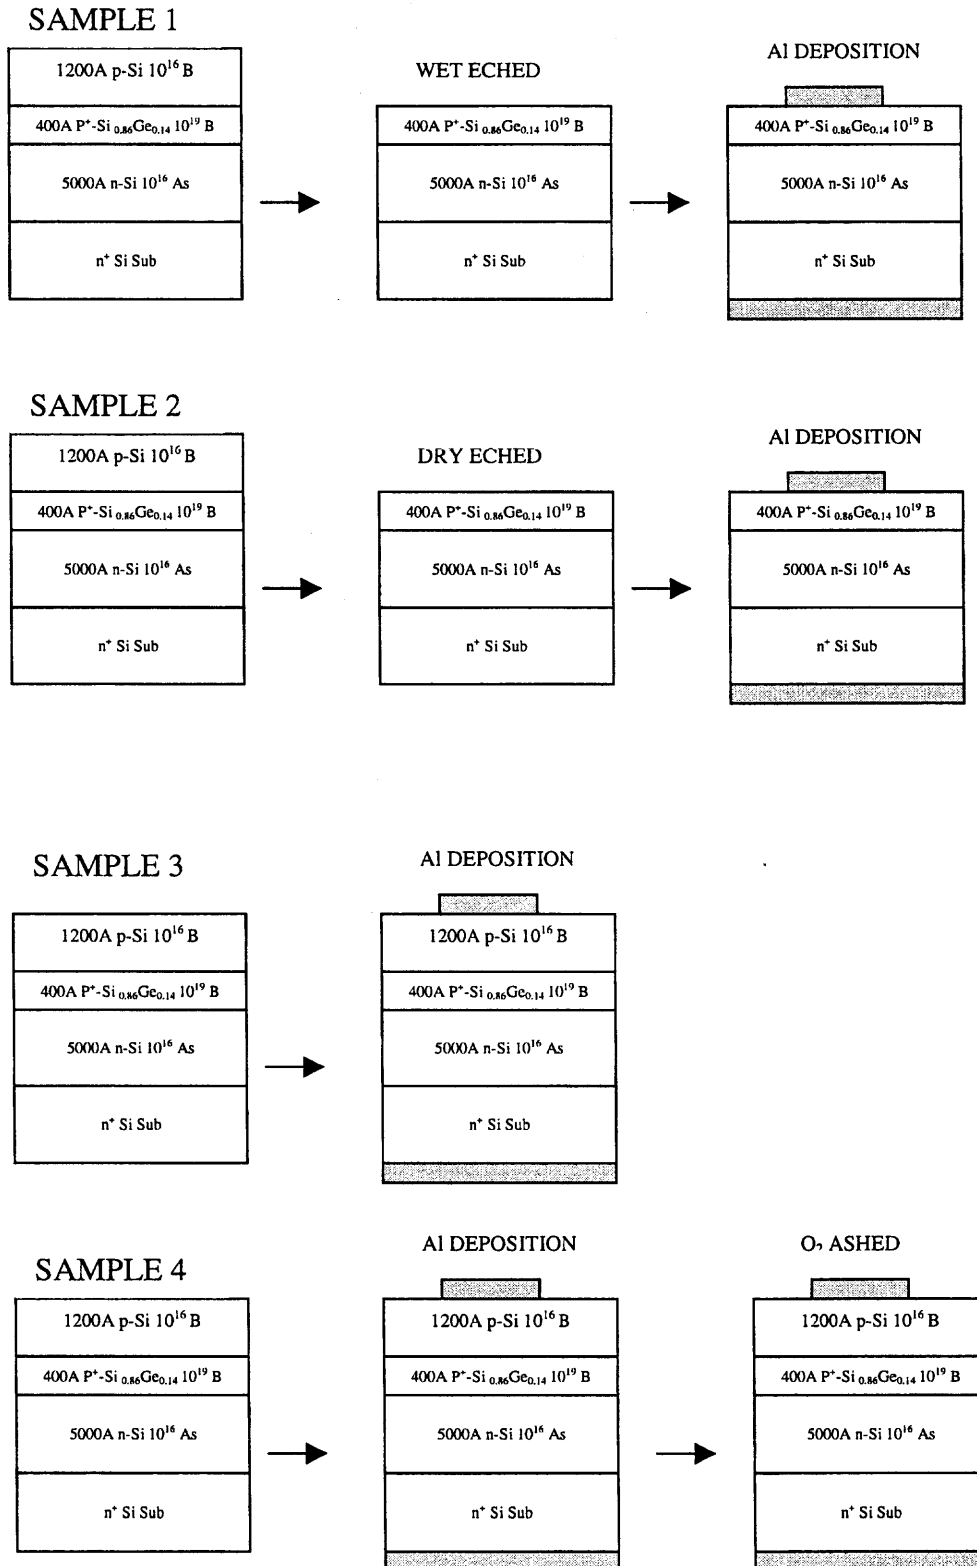 SAMPLE 1
1200A p-Si 10¹⁶ B
400A P⁺-Si ₀.₈₆Ge₀.₁₄ 10¹⁹ B
5000A n-Si 10¹⁶ As
n⁺ Si Sub
WET ECHED
400A P⁺-Si ₀.₈₆Ge₀.₁₄ 10¹⁹ B
5000A n-Si 10¹⁶ As
n⁺ Si Sub
Al DEPOSITION
400A P⁺-Si ₀.₈₆Ge₀.₁₄ 10¹⁹ B
5000A n-Si 10¹⁶ As
n⁺ Si Sub
SAMPLE 2
1200A p-Si 10¹⁶ B
400A P⁺-Si ₀.₈₆Ge₀.₁₄ 10¹⁹ B
5000A n-Si 10¹⁶ As
n⁺ Si Sub
DRY ECHED
400A P⁺-Si ₀.₈₆Ge₀.₁₄ 10¹⁹ B
5000A n-Si 10¹⁶ As
n⁺ Si Sub
Al DEPOSITION
400A P⁺-Si ₀.₈₆Ge₀.₁₄ 10¹⁹ B
5000A n-Si 10¹⁶ As
n⁺ Si Sub
SAMPLE 3
1200A p-Si 10¹⁶ B
400A P⁺-Si ₀.₈₆Ge₀.₁₄ 10¹⁹ B
5000A n-Si 10¹⁶ As
n⁺ Si Sub
Al DEPOSITION
1200A p-Si 10¹⁶ B
400A P⁺-Si ₀.₈₆Ge₀.₁₄ 10¹⁹ B
5000A n-Si 10¹⁶ As
n⁺ Si Sub
SAMPLE 4
1200A p-Si 10¹⁶ B
400A P⁺-Si ₀.₈₆Ge₀.₁₄ 10¹⁹ B
5000A n-Si 10¹⁶ As
n⁺ Si Sub
Al DEPOSITION
1200A p-Si 10¹⁶ B
400A P⁺-Si ₀.₈₆Ge₀.₁₄ 10¹⁹ B
5000A n-Si 10¹⁶ As
n⁺ Si Sub
O₂ ASHED
1200A p-Si 10¹⁶ B
400A P⁺-Si ₀.₈₆Ge₀.₁₄ 10¹⁹ B
5000A n-Si 10¹⁶ As
n⁺ Si Sub